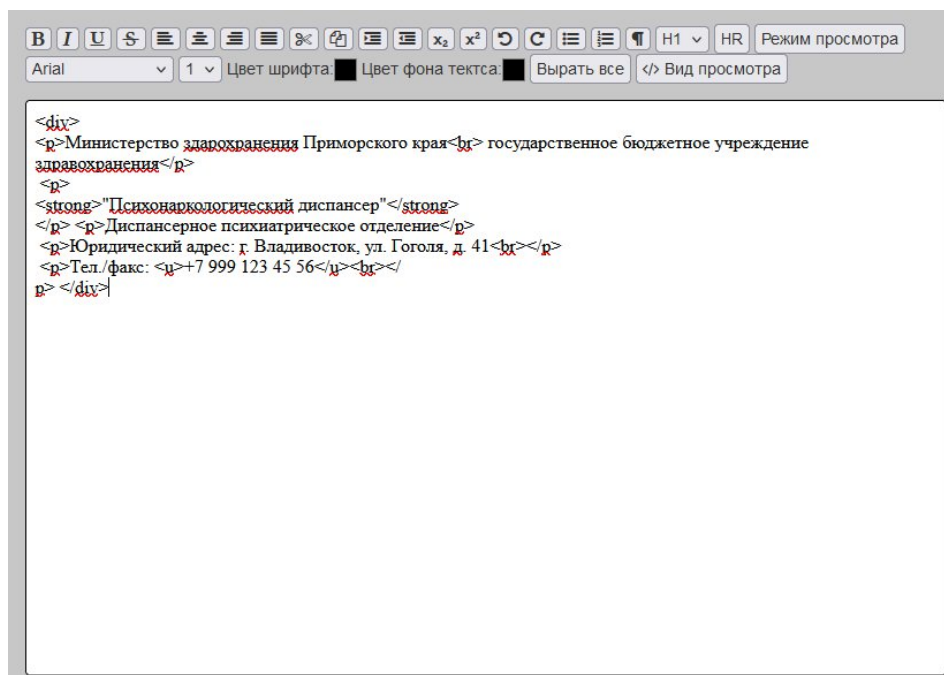 B I U S x₂ x² H1 HR Режим просмотра
Arial 1 Цвет шрифта: Цвет фона тектса: Вырать все </> Вид просмотра
<div>
<p>Министерство здарохранения Приморского края<br> государственное бюджетное учреждение
здравохранения</p>
<p>
<strong>"Психонаркологический диспансер"</strong>
</p> <p>Диспансерное психиатрическое отделение</p>
<p>Юридический адрес: г. Владивосток, ул. Гоголя, д. 41<br></p>
<p>Тел./факс: <u>+7 999 123 45 56</u><br></
p> </div>